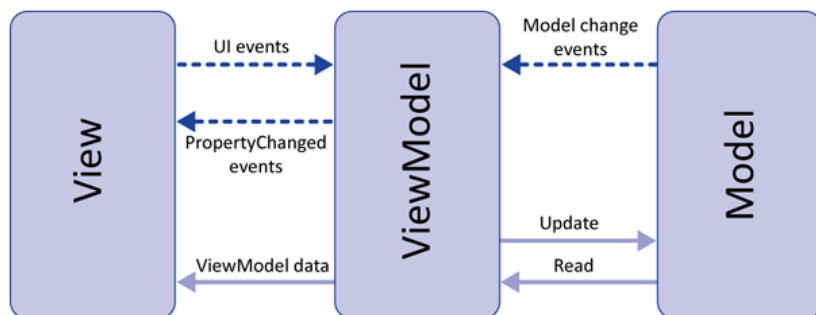 View
UI events
PropertyChanged
events
ViewModel data
ViewModel
Model change
events
Update
Read
Model